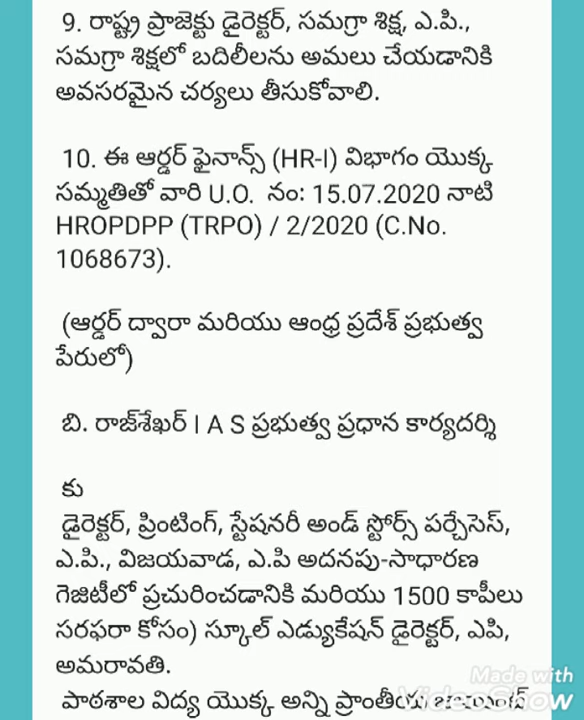 9. రాష్ట్ర ప్రాజెక్టు డైరెక్టర్, సమగ్రా శిక్ష, ఎ.పి.,
సమగ్రా శిక్షలో బదిలీలను అమలు చేయడానికి
అవసరమైన చర్యలు తీసుకోవాలి.
10. ఈ ఆర్డర్ ఫైనాన్స్ (HR-I) విభాగం యొక్క
సమ్మతితో వారి U.O. నం: 15.07.2020 నాటి
HROPDPP (TRPO) / 2/2020 (C.No.
1068673).
(ఆర్డర్ ద్వారా మరియు ఆంధ్ర ప్రదేశ్ ప్రభుత్వ
పేరులో)
బి. రాజ్‌శేఖర్ I A S ప్రభుత్వ ప్రధాన కార్యదర్శి
కు
డైరెక్టర్, ప్రింటింగ్, స్టేషనరీ అండ్ స్టోర్స్ పర్చేసెస్,
ఎ.పి., విజయవాడ, ఎ.పి అదనపు-సాధారణ
గెజిటీలో ప్రచురించడానికి మరియు 1500 కాపీలు
సరఫరా కోసం) స్కూల్ ఎడ్యుకేషన్ డైరెక్టర్, ఎపి,
అమరావతి.
Made with
పాఠశాల విద్య యొక్క అన్ని ప్రాంతీయ
VideoShow